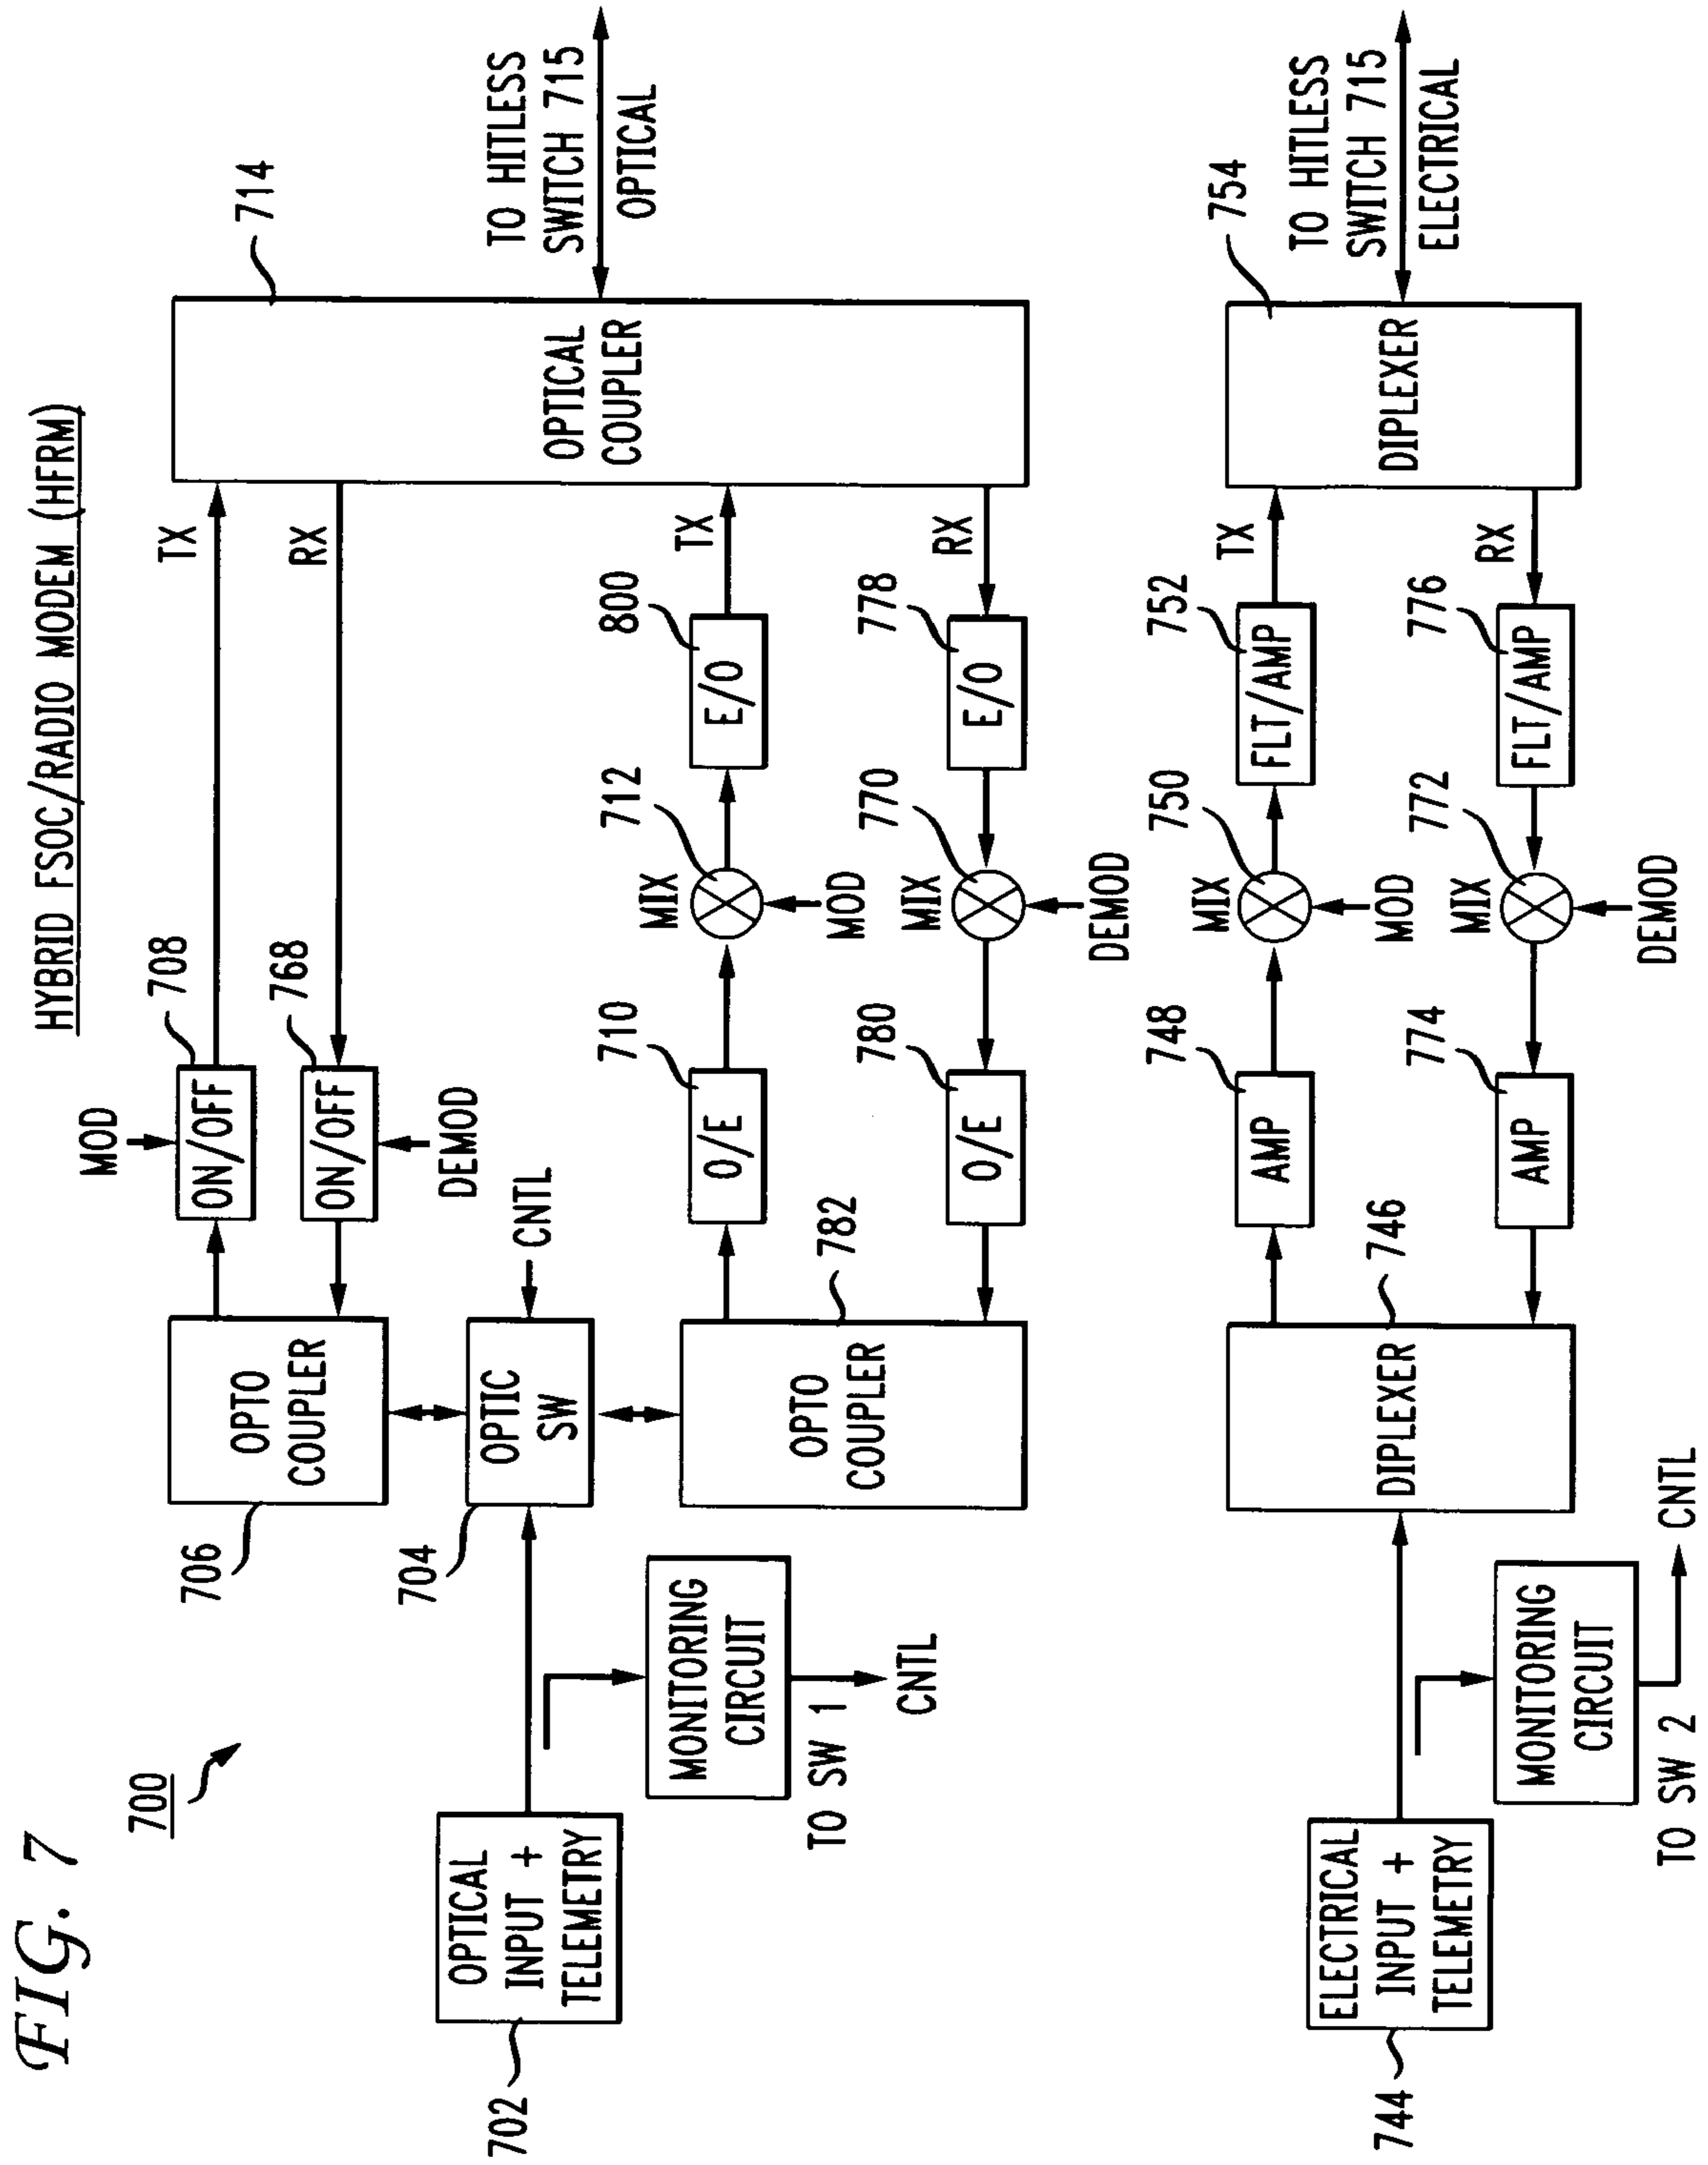 FIG. 7
700
HYBRID FSOC/RADIO MODEM (HFRM)
702
OPTICAL
INPUT +
TELEMETRY
MONITORING
CIRCUIT
TO SW 1
CNTL
706
OPTO
COUPLER
704
OPTIC
SW
CNTL
OPTO
COUPLER
782
MOD
ON/OFF
708
TX
ON/OFF
768
DEMOD
RX
O/E
710
MIX
712
MOD
E/O
800
TX
O/E
780
MIX
770
DEMOD
E/O
778
RX
OPTICAL
COUPLER
714
TO HITLESS
SWITCH 715
OPTICAL
744
ELECTRICAL
INPUT +
TELEMETRY
MONITORING
CIRCUIT
TO SW 2
CNTL
DIPLEXER
746
AMP
748
MIX
750
MOD
FLT/AMP
752
TX
AMP
774
MIX
772
DEMOD
FLT/AMP
776
RX
DIPLEXER
754
TO HITLESS
SWITCH 715
ELECTRICAL